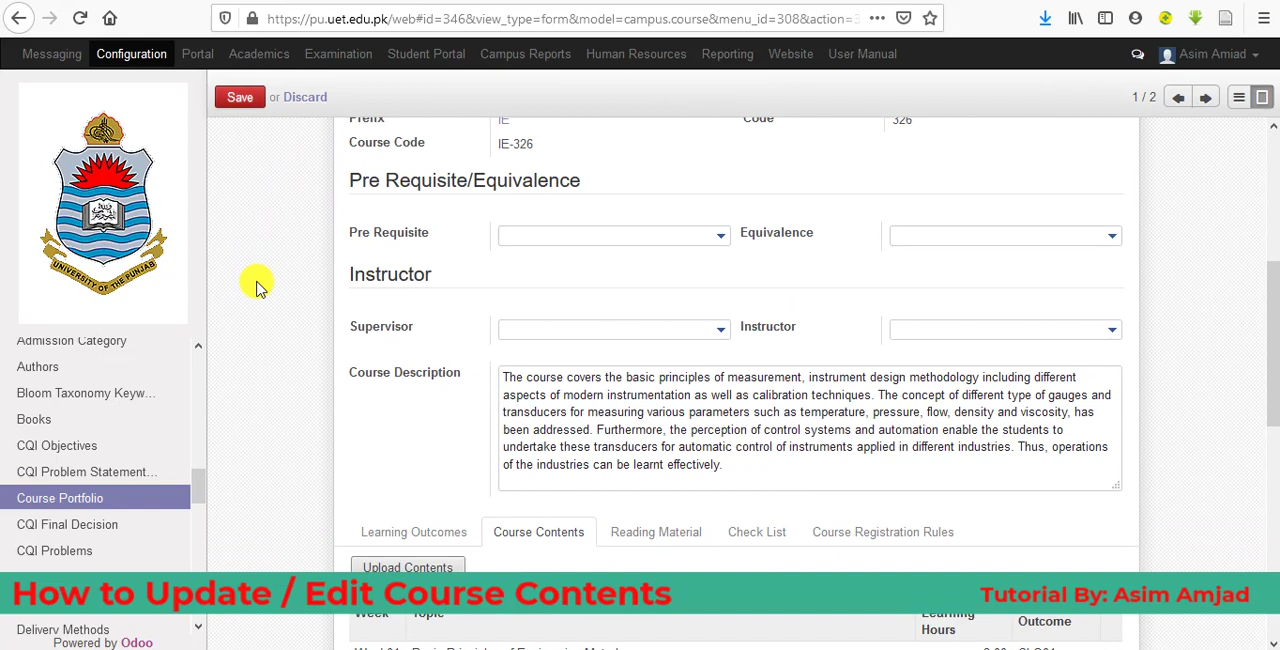 https://pu.uet.edu.pk/web#id=346&view_type=form&model=campus.course&menu_id=308&action=3
Messaging Configuration Portal Academics Examination Student Portal Campus Reports Human Resources Reporting Website User Manual Asim Amjad
Save or Discard 1 / 2
UNIVERSITY OF THE PUNJAB
Prefix IE Code 326
Course Code IE-326
Pre Requisite/Equivalence
Pre Requisite Equivalence
Instructor
Supervisor Instructor
Course Description
The course covers the basic principles of measurement, instrument design methodology including different
aspects of modern instrumentation as well as calibration techniques. The concept of different type of gauges and
transducers for measuring various parameters such as temperature, pressure, flow, density and viscosity, has
been addressed. Furthermore, the perception of control systems and automation enable the students to
undertake these transducers for automatic control of instruments applied in different industries. Thus, operations
of the industries can be learnt effectively.
Learning Outcomes Course Contents Reading Material Check List Course Registration Rules
Upload Contents
Admission Category
Authors
Bloom Taxonomy Keyw...
Books
CQI Objectives
CQI Problem Statement...
Course Portfolio
CQI Final Decision
CQI Problems
How to Update / Edit Course Contents
Tutorial By: Asim Amjad
Week Topic Learning
Hours Outcome
Delivery Methods
Powered by Odoo